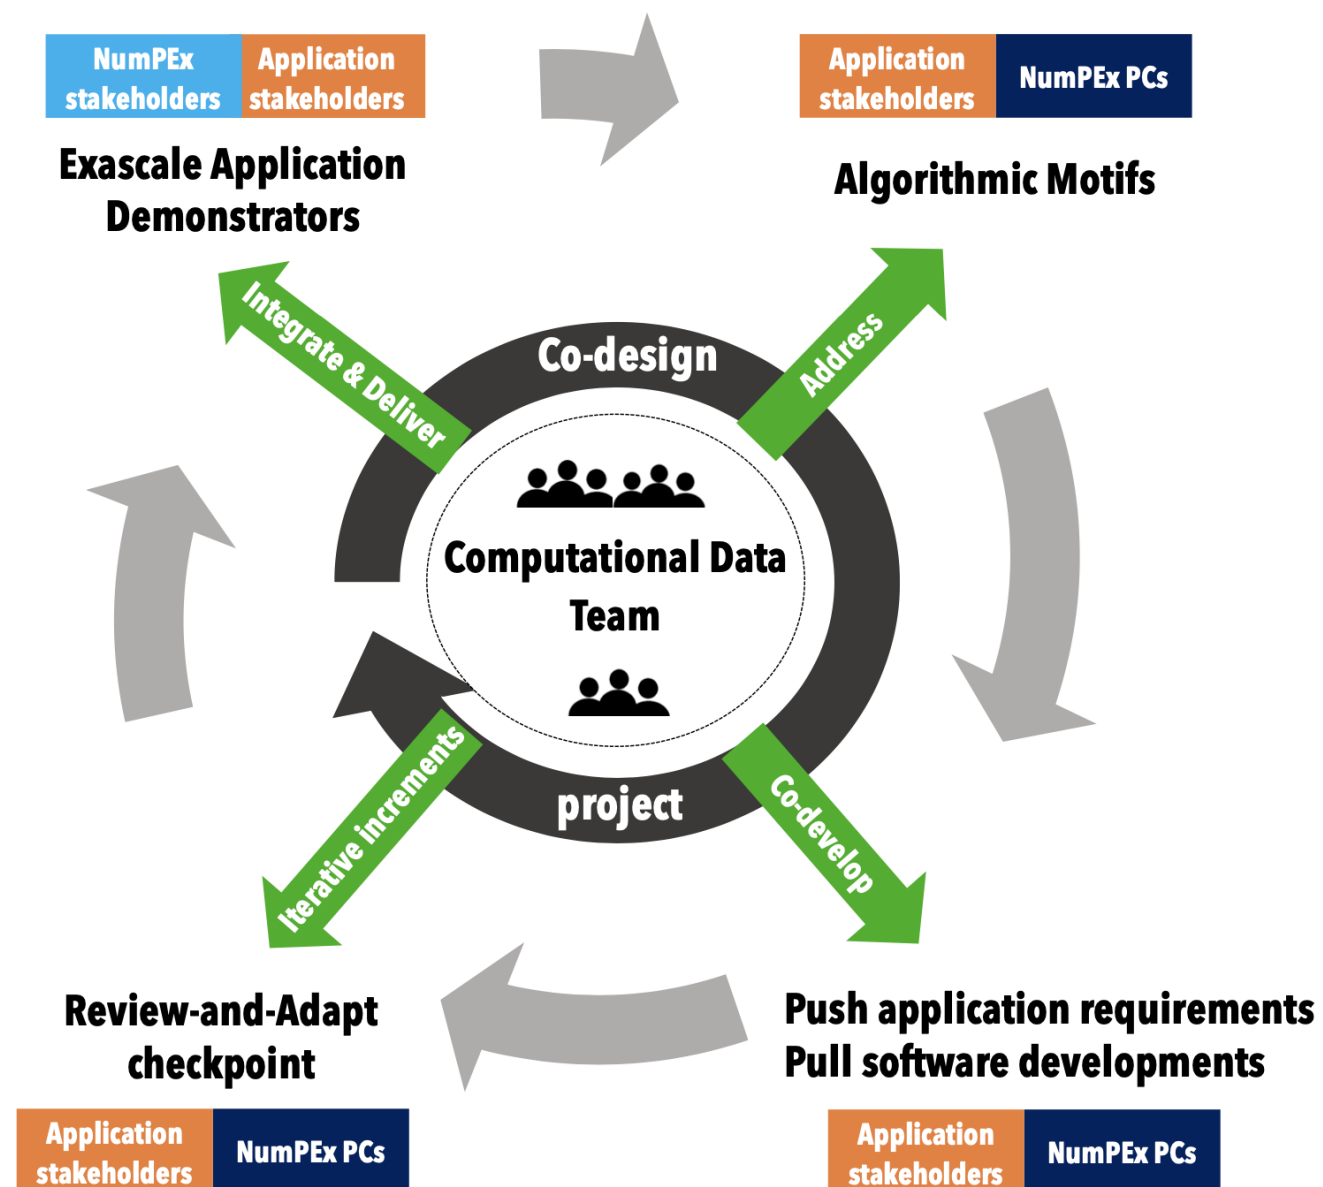 NumPEx
stakeholders
Application
stakeholders
Application
stakeholders
NumPEx PCs
Exascale Application
Demonstrators
Algorithmic Motifs
Integrate & Deliver
Co-design
Address
Computational Data
Team
Iterative increments
project
Co-develop
Review-and-Adapt
checkpoint
Push application requirements
Pull software developments
Application
stakeholders
NumPEx PCs
Application
stakeholders
NumPEx PCs